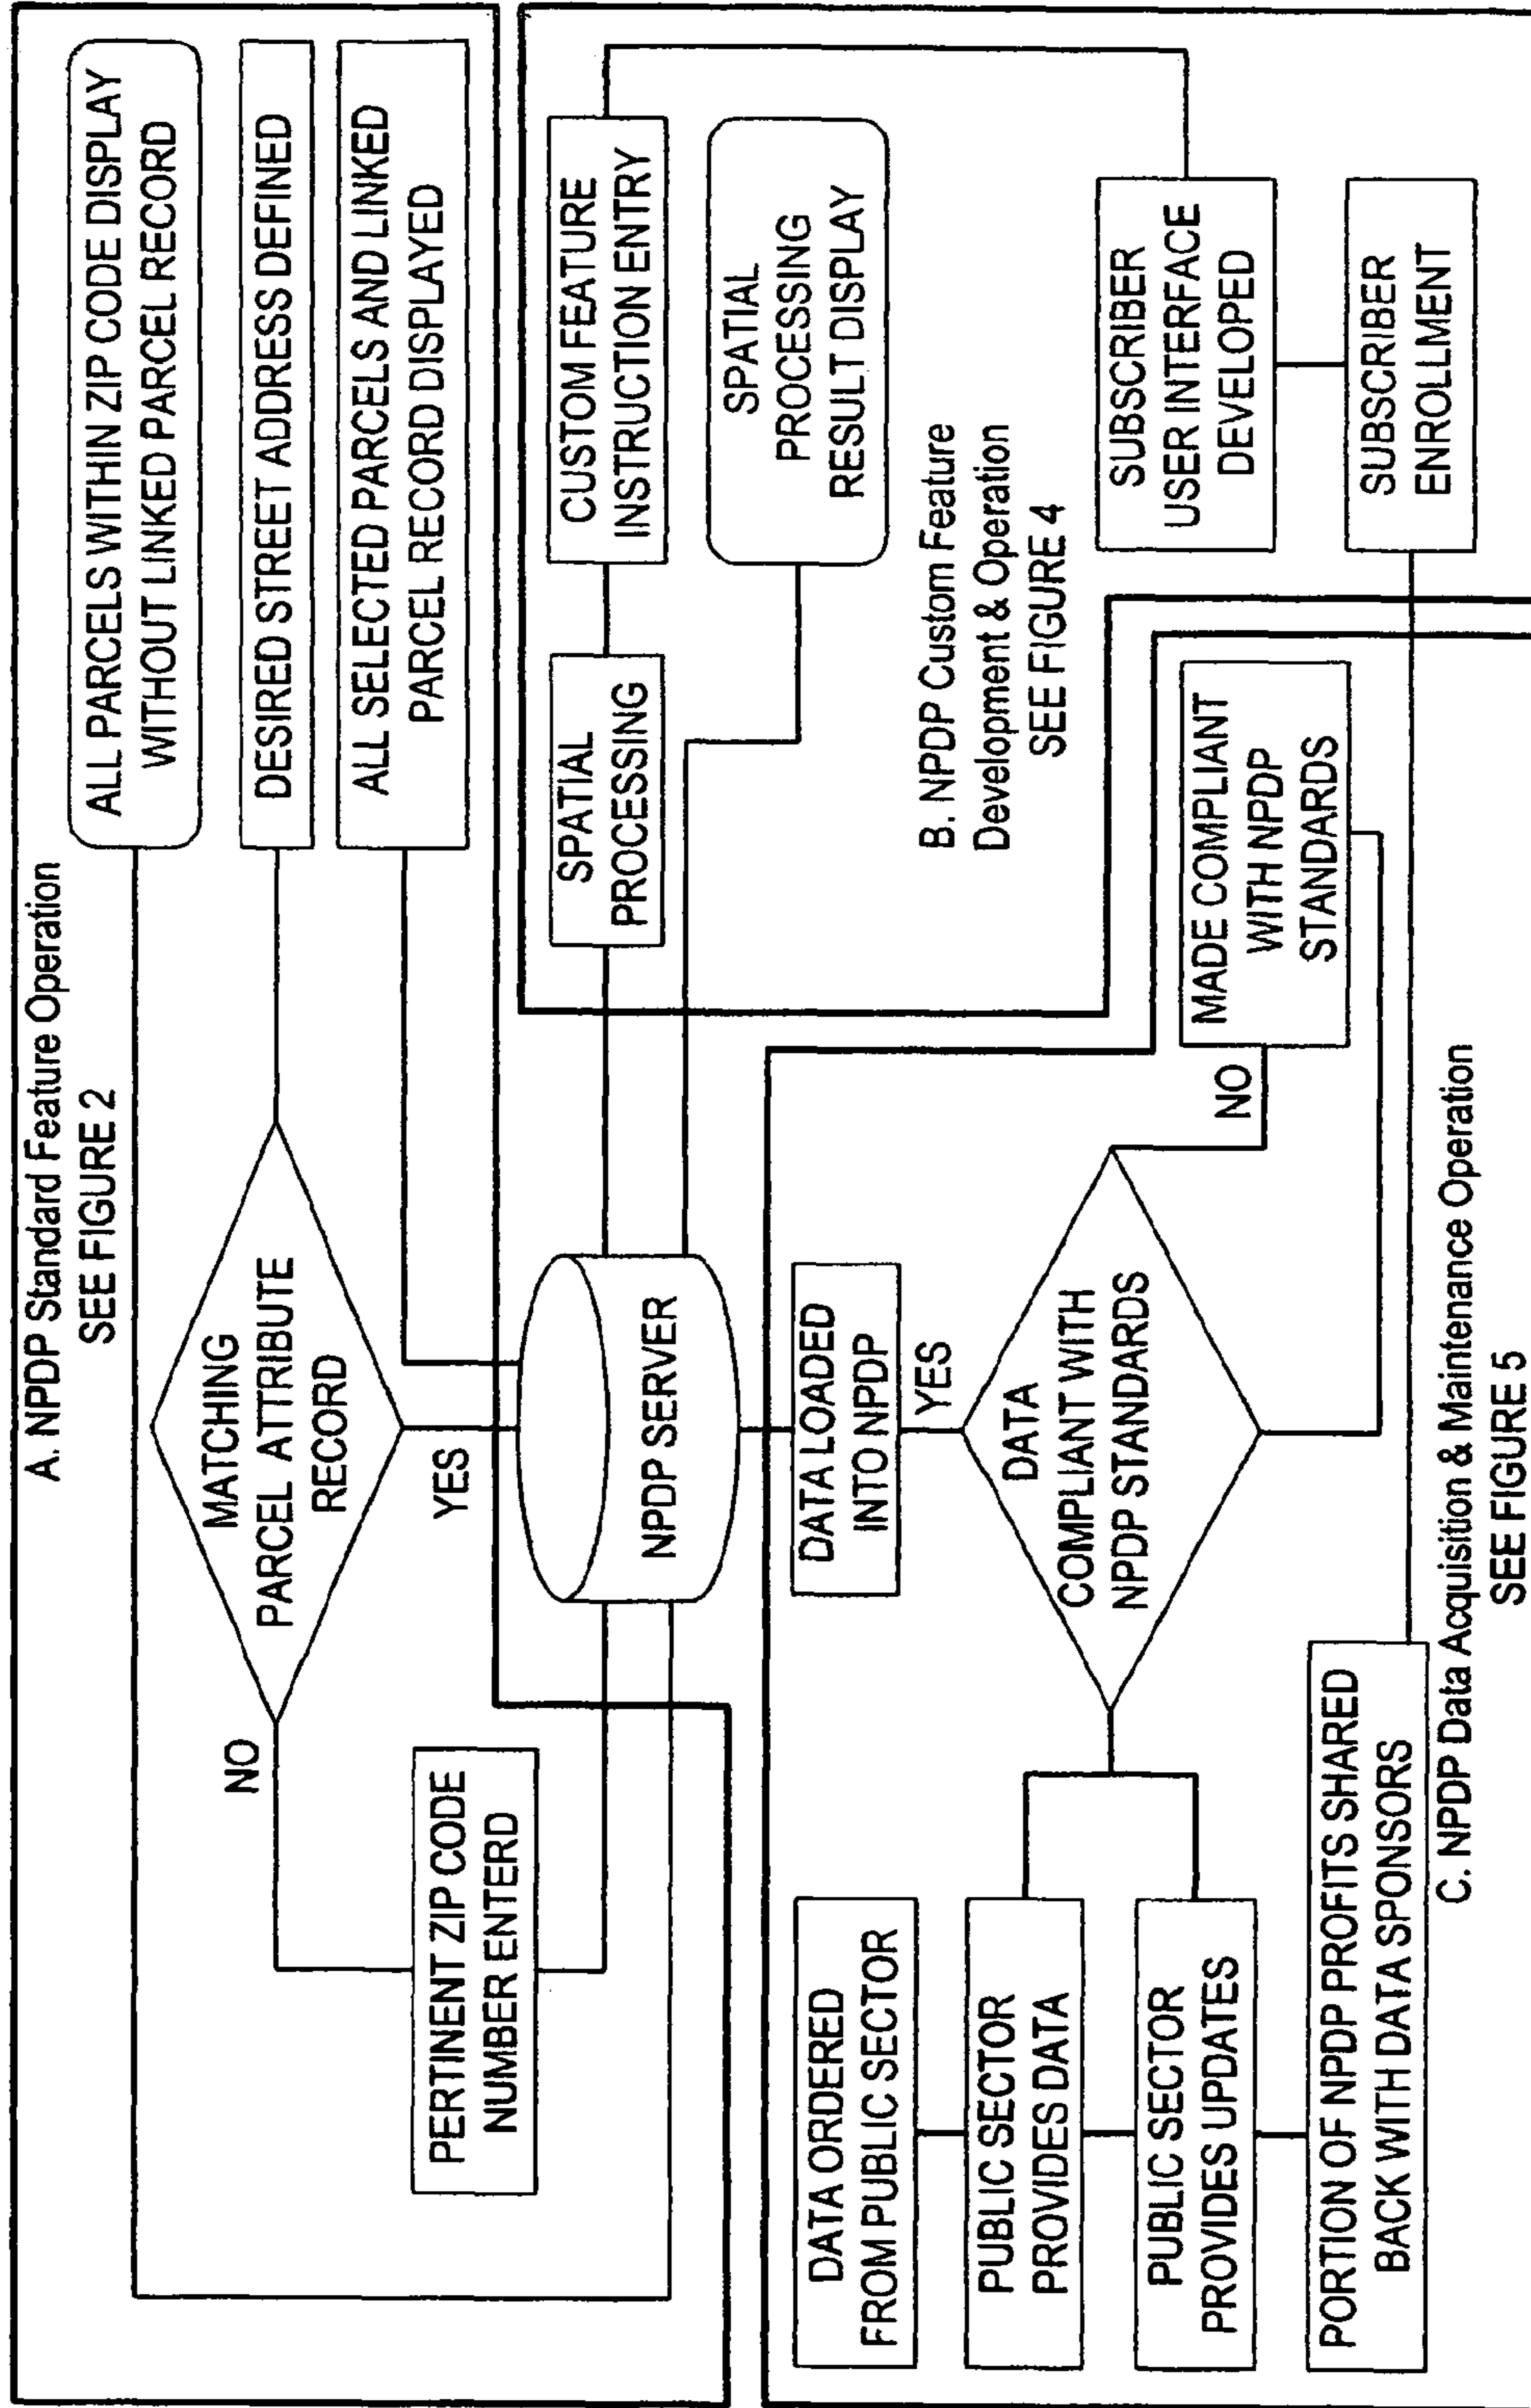 A. NPDP Standard Feature Operation
SEE FIGURE 2
ALL PARCELS WITHIN ZIP CODE DISPLAY
WITHOUT LINKED PARCEL RECORD
MATCHING
PARCEL ATTRIBUTE
RECORD
DESIRED STREET ADDRESS DEFINED
ALL SELECTED PARCELS AND LINKED
PARCEL RECORD DISPLAYED
NO
YES
PERTINENT ZIP CODE
NUMBER ENTERD
NPDP SERVER
SPATIAL
PROCESSING
CUSTOM FEATURE
INSTRUCTION ENTRY
SPATIAL
PROCESSING
RESULT DISPLAY
B. NPDP Custom Feature
Development & Operation
SEE FIGURE 4
SUBSCRIBER
USER INTERFACE
DEVELOPED
SUBSCRIBER
ENROLLMENT
DATA LOADED
INTO NPDP
YES
DATA
COMPLIANT WITH
NPDP STANDARDS
NO
MADE COMPLIANT
WITH NPDP
STANDARDS
DATA ORDERED
FROM PUBLIC SECTOR
PUBLIC SECTOR
PROVIDES DATA
PUBLIC SECTOR
PROVIDES UPDATES
PORTION OF NPDP PROFITS SHARED
BACK WITH DATA SPONSORS
C. NPDP Data Acquisition & Maintenance Operation
SEE FIGURE 5